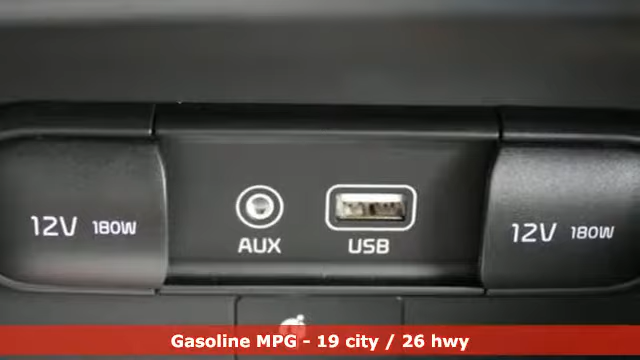 12V 180W
AUX
USB
12V 180W
Gasoline MPG - 19 city / 26 hwy